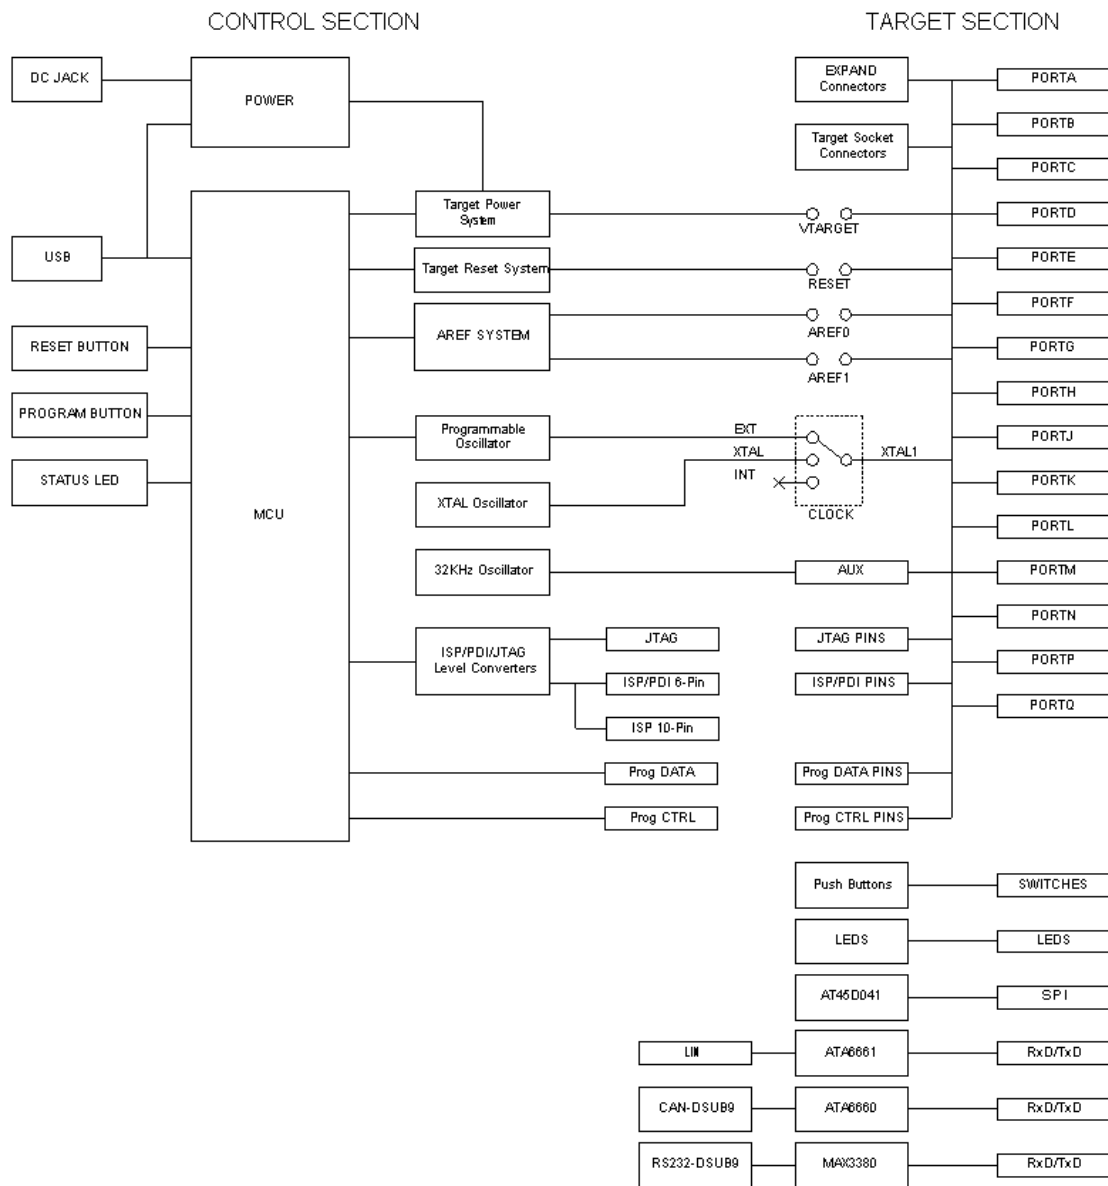 CONTROL SECTION
TARGET SECTION
DC JACK
POWER
EXPAND
Connectors
PORTA
PORTB
Target Socket
Connectors
PORTC
Target Power
System
VTARGET
PORTD
USB
Target Reset System
RESET
PORTE
PORTF
RESET BUTTON
AREF SYSTEM
AREF0
AREF1
PORTG
PORTH
PROGRAM BUTTON
Programmable
Oscillator
EXT
XTAL
INT
XTAL1
CLOCK
PORTJ
STATUS LED
PORTK
MCU
XTAL Oscillator
PORTL
32KHz Oscillator
AUX
PORTM
PORTN
ISP/PDI/JTAG
Level Converters
JTAG
JTAG PINS
PORTP
ISP/PDI 6-Pin
ISP/PDI PINS
PORTQ
ISP 10-Pin
Prog DATA
Prog DATA PINS
Prog CTRL
Prog CTRL PINS
Push Buttons
SWITCHES
LEDS
LEDS
AT45D041
SPI
LIN
ATA6661
RxD/TxD
CAN-DSUB9
ATA6660
RxD/TxD
RS232-DSUB9
MAX3380
RxD/TxD